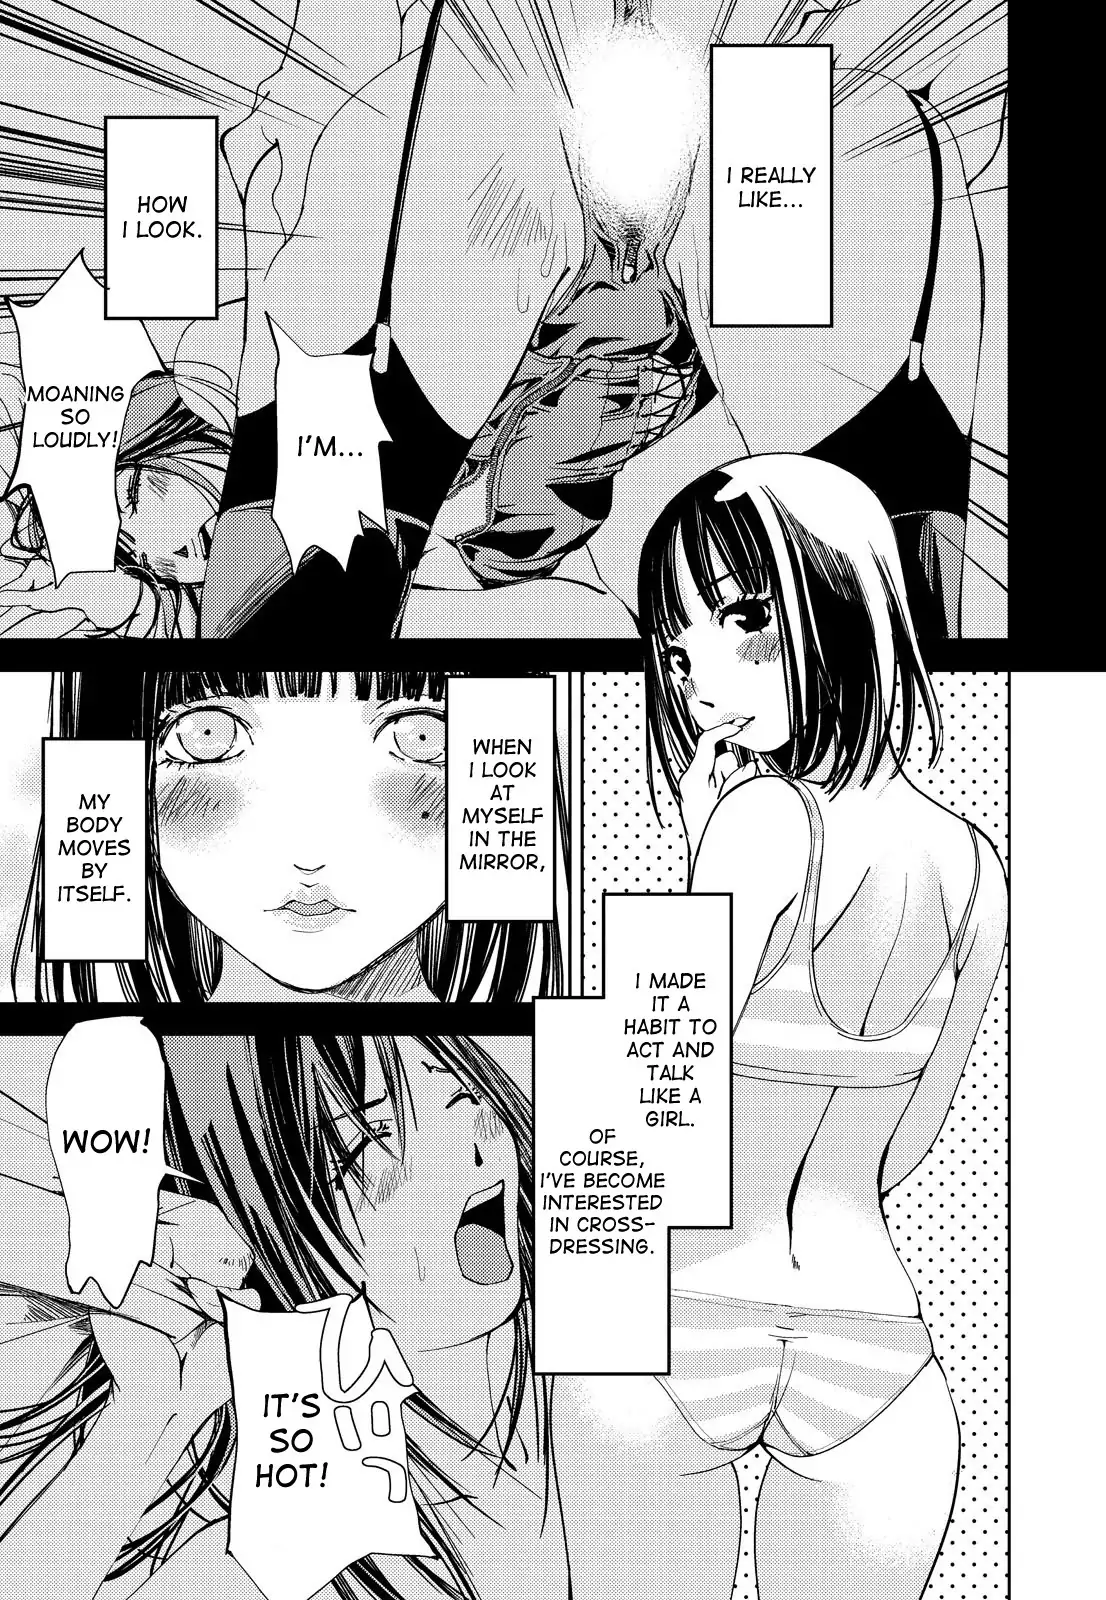 I REALLY
LIKE...
HOW
I LOOK.
I'M...
MOANING
SO
LOUDLY!
WHEN
I LOOK
AT
MYSELF
IN THE
MIRROR,
MY
BODY
MOVES
BY
ITSELF.
I MADE
IT A
HABIT TO
ACT AND
TALK
LIKE A
GIRL.
OF
COURSE,
I'VE BECOME
INTERESTED
IN CROSS-
DRESSING.
WOW!
IT'S
SO
HOT!